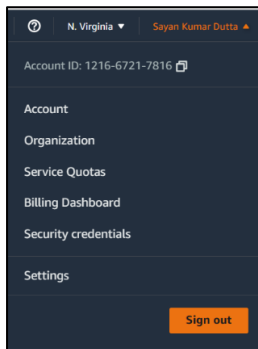 N. Virginia ▼ Sayan Kumar Dutta ▲
Account ID: 1216-6721-7816
Account
Organization
Service Quotas
Billing Dashboard
Security credentials
Settings
Sign out